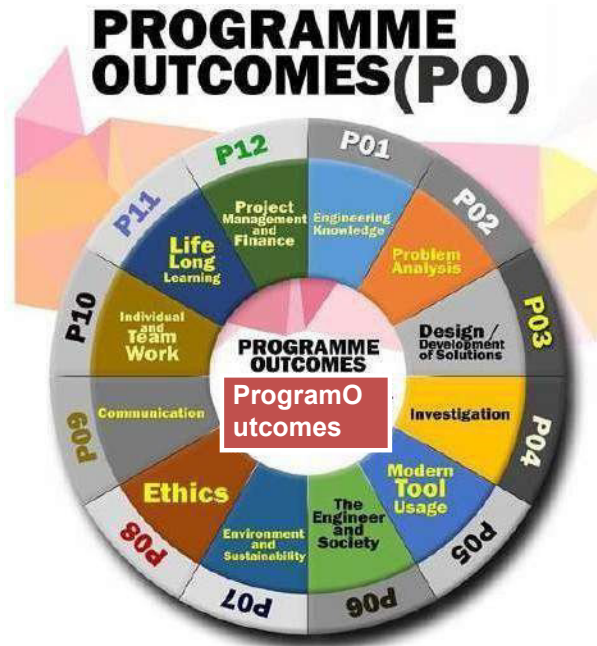 PROGRAMME
OUTCOMES(PO)
P01
Engineering
Knowledge
P02
Problem
Analysis
P03
Design /
Development
of Solutions
P04
Investigation
P05
Modern
Tool
Usage
P06
The
Engineer
and
Society
P07
Environment
and
Sustainability
P08
Ethics
P09
Communication
P10
Individual
and
Team
Work
P11
Life
Long
Learning
P12
Project
Management
and
Finance
PROGRAMME
OUTCOMES
ProgramO
utcomes